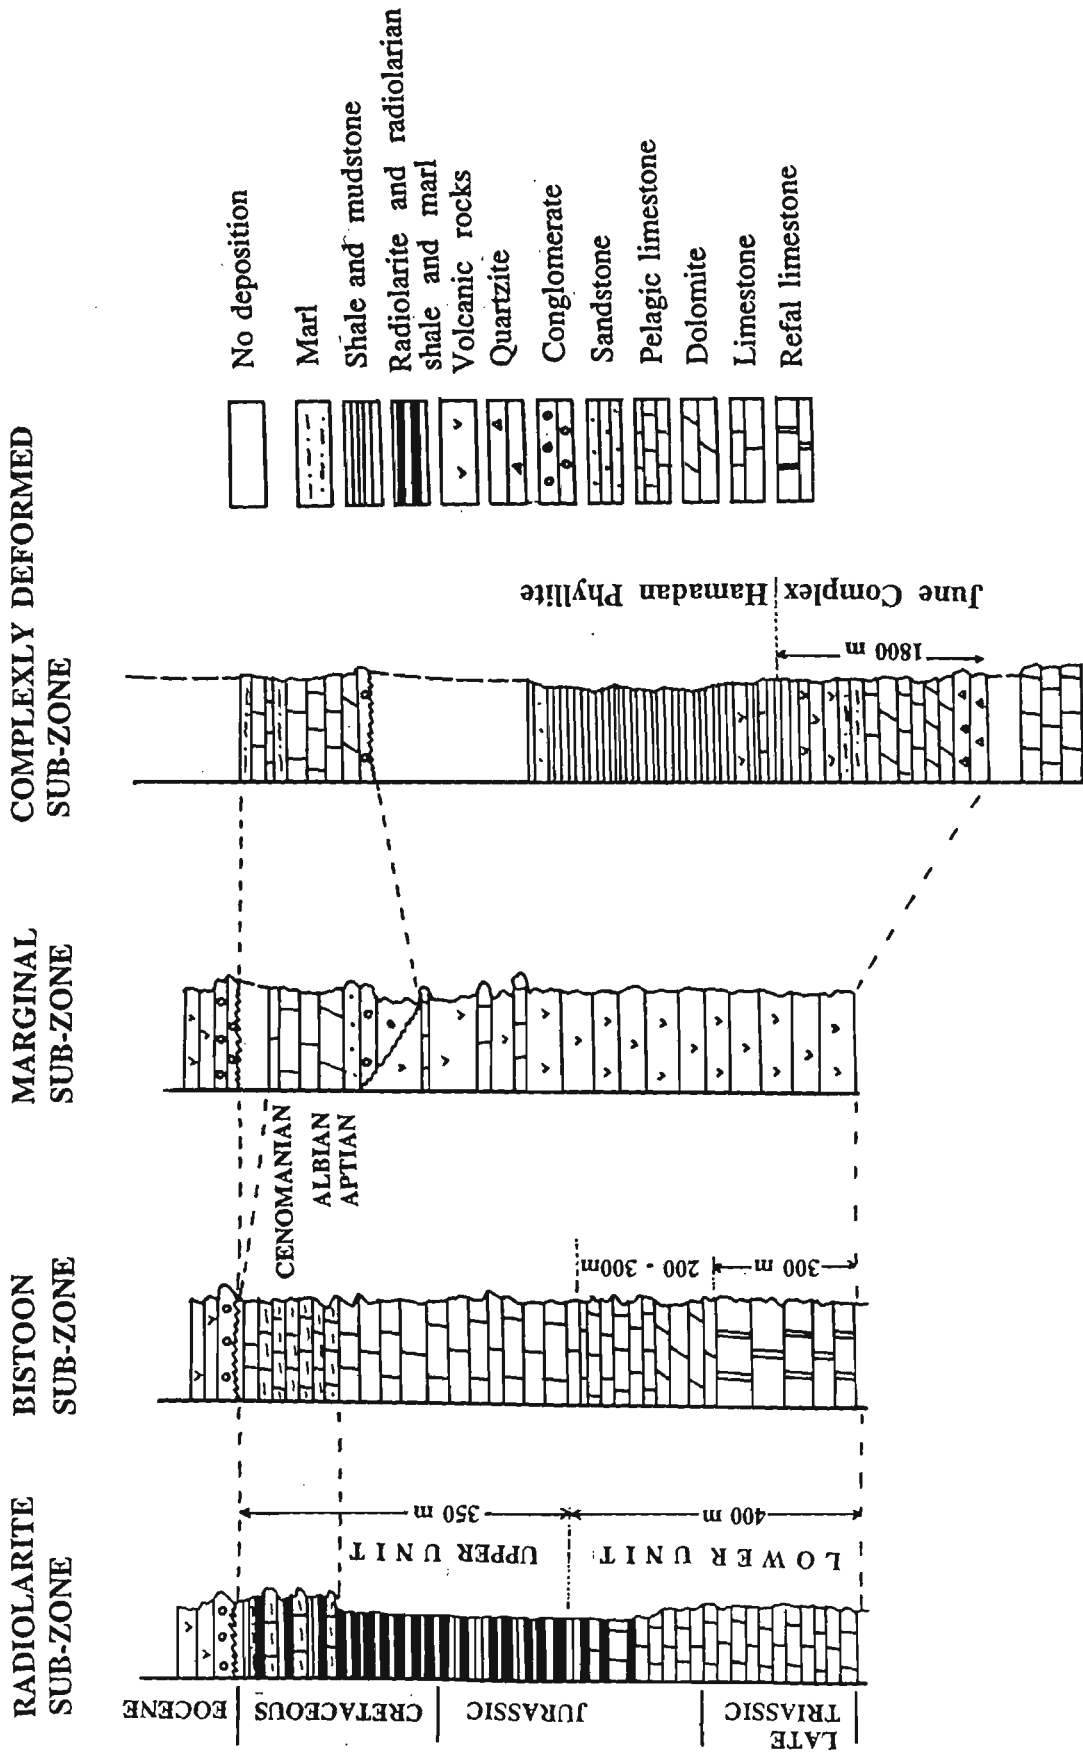 RADIOLARITE
SUB-ZONE
BISTOON
SUB-ZONE
MARGINAL
SUB-ZONE
COMPLEXLY DEFORMED
SUB-ZONE
EOCENE
CRETACEOUS
JURASSIC
LATE
TRIASSIC
UPPER UNIT
LOWER UNIT
350 m
400 m
200 - 300m
300 m
CENOMANIAN
ALBIAN
APTIAN
Hamadan Phyllite
June Complex
1800 m
No deposition
Marl
Shale and mudstone
Radiolarite and radiolarian
shale and marl
Volcanic rocks
Quartzite
Conglomerate
Sandstone
Pelagic limestone
Dolomite
Limestone
Refal limestone